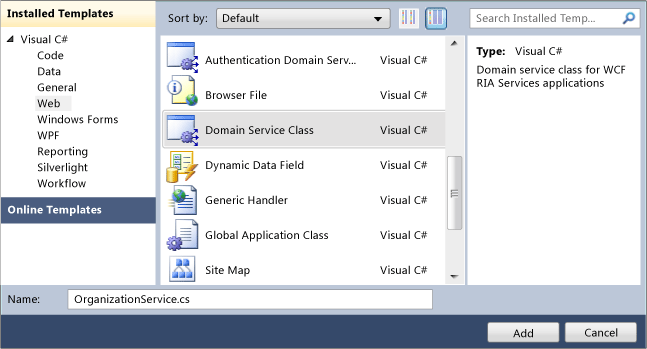 Installed Templates
Visual C#
Code
Data
General
Web
Windows Forms
WPF
Reporting
Silverlight
Workflow
Online Templates
Sort by: Default
Search Installed Temp...
Authentication Domain Serv... Visual C#
Browser File Visual C#
Domain Service Class Visual C#
Dynamic Data Field Visual C#
Generic Handler Visual C#
Global Application Class Visual C#
Site Map Visual C#
Type: Visual C#
Domain service class for WCF
RIA Services applications
Name: OrganizationService.cs
Add Cancel